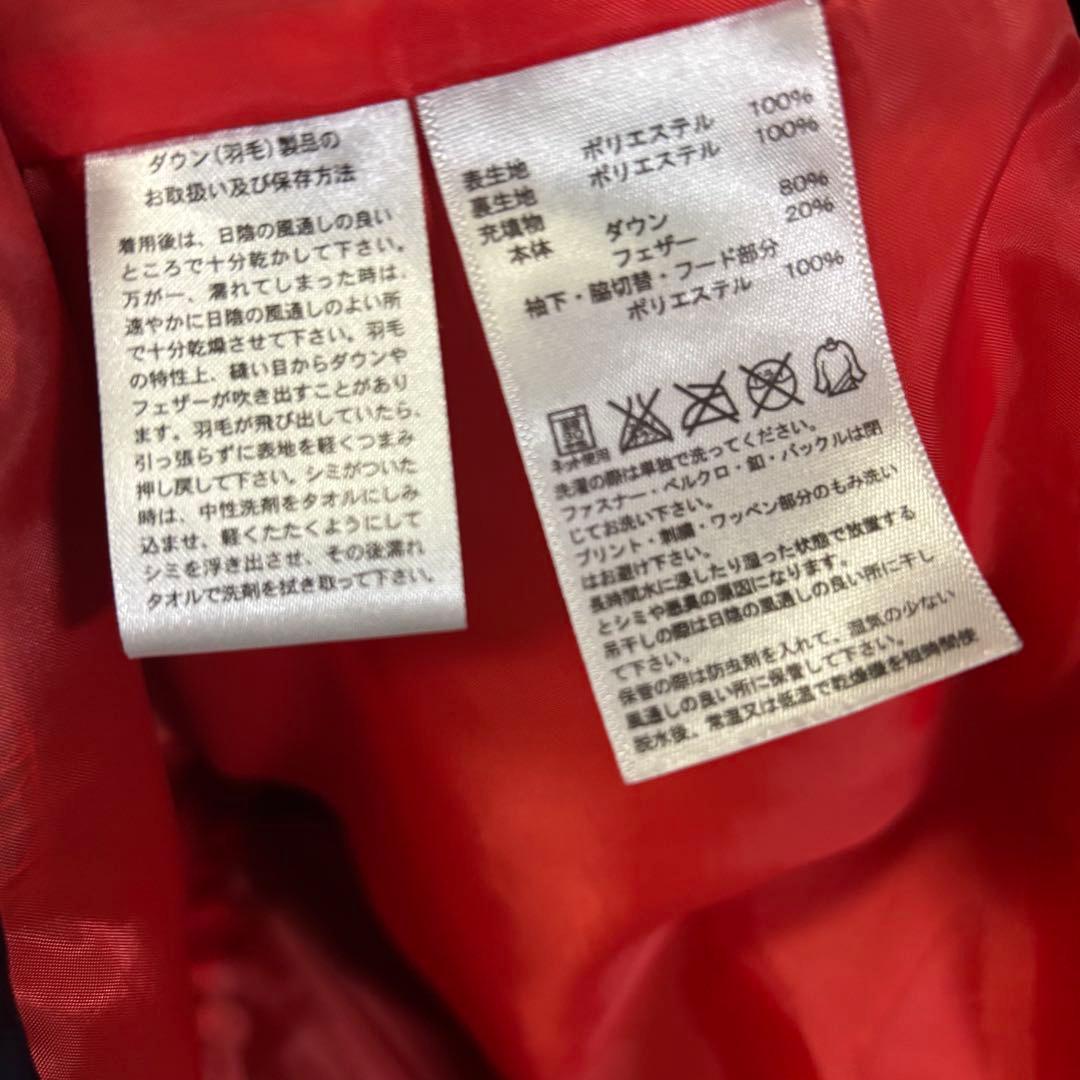 ダウン(羽毛)製品の
お取扱い及び保存方法
着用後は、日陰の風通しの良い
ところで十分乾かして下さい。
万が一、濡れてしまった時は、
速やかに日陰の風通しのよい所
で十分乾燥させて下さい。羽毛
の特性上、縫い目からダウンや
フェザーが吹き出すことがあり
ます。羽毛が飛び出していたら、
引っ張らずに表地を軽くつまみ
押し戻して下さい。シミがついた
時は、中性洗剤をタオルにしみ
込ませ、軽くたたくようにして
シミを浮き出させ、その後濡れ
タオルで洗剤を拭き取って下さい。
表生地 ポリエステル 100%
裏生地 ポリエステル 100%
充填物
本体 ダウン 80%
フェザー 20%
袖下・脇切替・フード部分
ポリエステル 100%
ネット使用
洗濯の際は単独で洗ってください。
ファスナー・ベルクロ・釦・バックルは閉
じてお洗い下さい。
プリント・刺繍・ワッペン部分のもみ洗い
はお避け下さい。
長時間水に浸したり湿った状態で放置する
とシミや悪臭の原因になります。
吊干しの際は日陰の風通しの良い所に干し
て下さい。
保管の際は防虫剤を入れて、湿気の少ない
風通しの良い所に保管して下さい。
脱水後、常温又は低温で乾燥機を短時間使